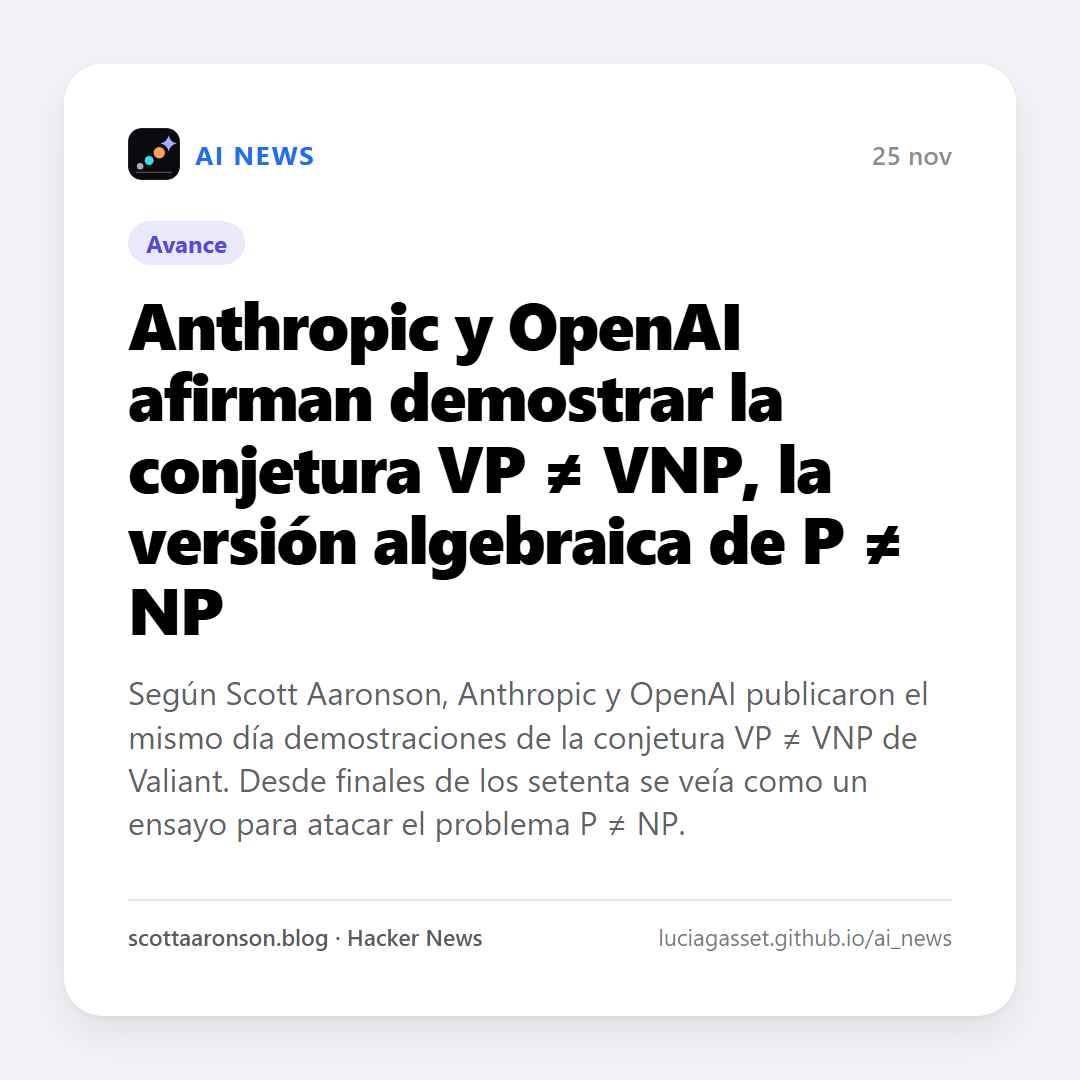 AI NEWS
25 nov
Avance
Anthropic y OpenAI
afirman demostrar la
conjetura VP ≠ VNP, la
versión algebraica de P ≠
NP
Según Scott Aaronson, Anthropic y OpenAI publicaron el
mismo día demostraciones de la conjetura VP ≠ VNP de
Valiant. Desde finales de los setenta se veía como un
ensayo para atacar el problema P ≠ NP.
scottaaronson.blog · Hacker News
luciagasset.github.io/ai_news